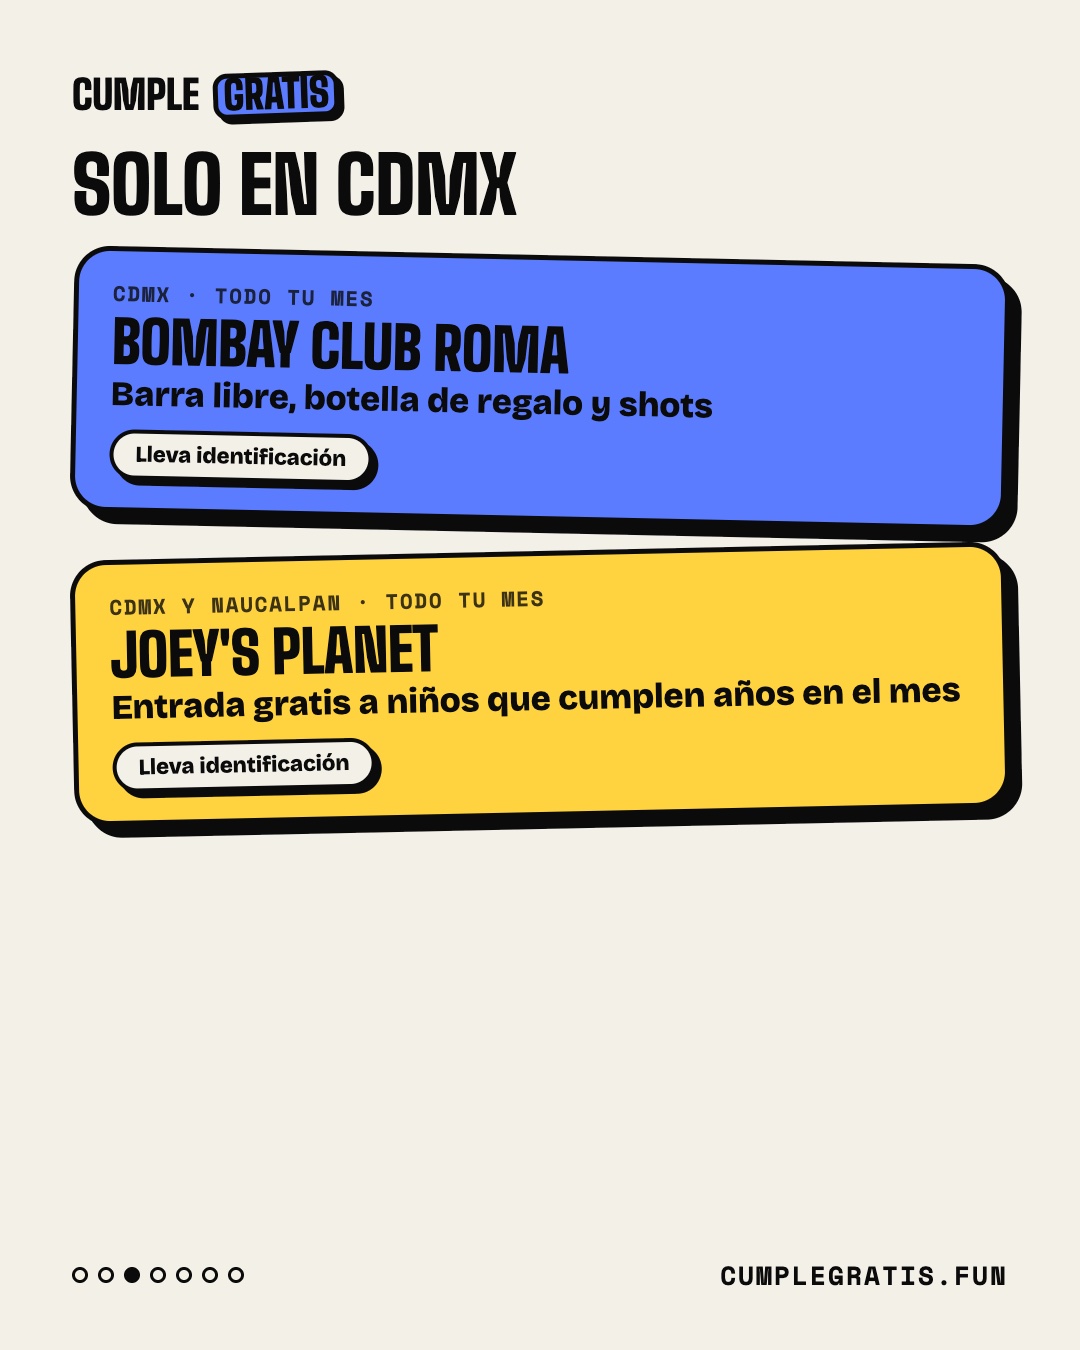 CUMPLE GRATIS
SOLO EN CDMX
CDMX · TODO TU MES
BOMBAY CLUB ROMA
Barra libre, botella de regalo y shots
Lleva identificación
CDMX Y NAUCALPAN · TODO TU MES
JOEY'S PLANET
Entrada gratis a niños que cumplen años en el mes
Lleva identificación
CUMPLEGRATIS.FUN